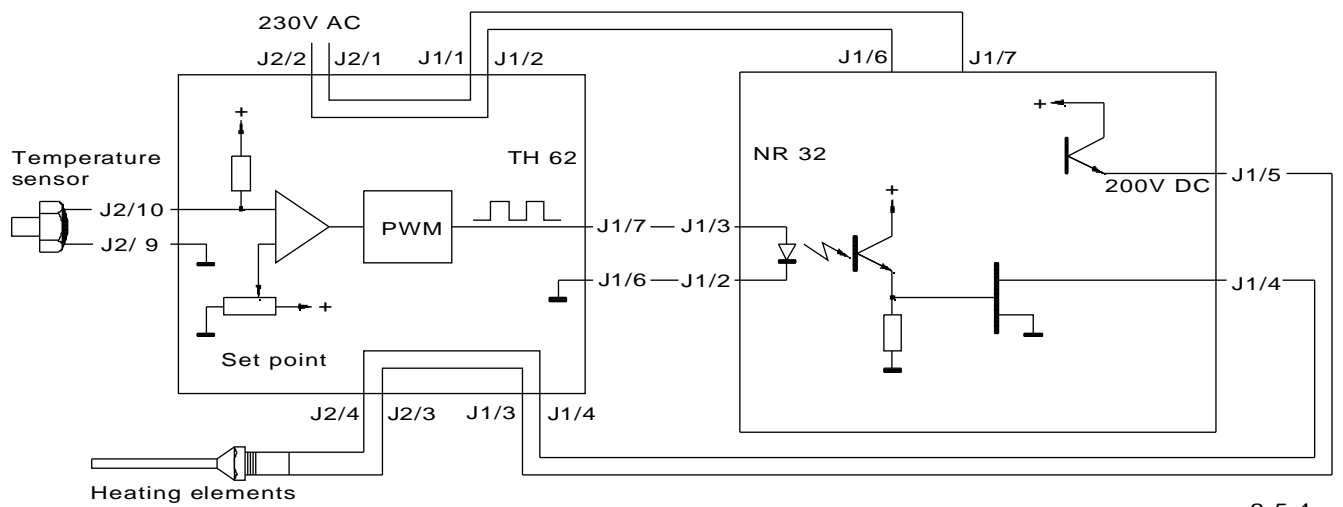 230V AC
J2/2 J2/1 J1/1 J1/2
J1/6 J1/7
+
+
TH 62
NR 32
Temperature
sensor
200V DC
J1/5
+
J2/10
PWM
J1/7 J1/3
J2/ 9
J1/6 J1/2
J1/4
+
Set point
J2/4 J2/3 J1/3 J1/4
Heating elements